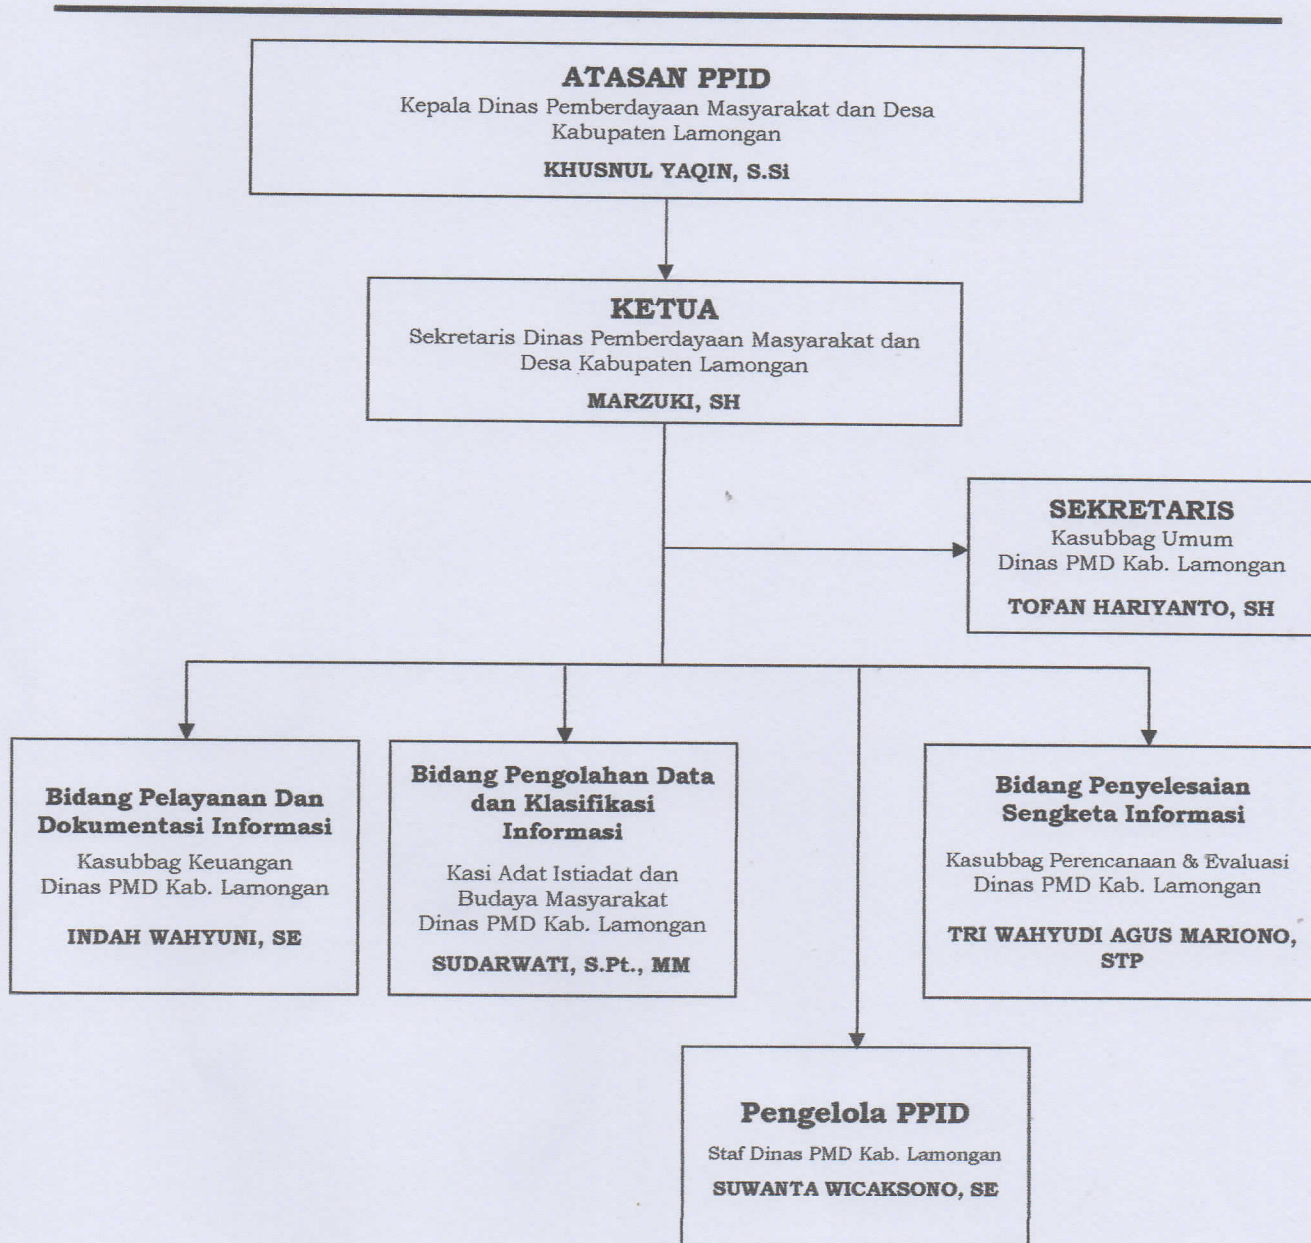 ATASAN PPID
Kepala Dinas Pemberdayaan Masyarakat dan Desa
Kabupaten Lamongan
KHUSNUL YAQIN, S.Si
KETUA
Sekretaris Dinas Pemberdayaan Masyarakat dan
Desa Kabupaten Lamongan
MARZUKI, SH
SEKRETARIS
Kasubbag Umum
Dinas PMD Kab. Lamongan
TOFAN HARIYANTO, SH
Bidang Pelayanan Dan
Dokumentasi Informasi
Kasubbag Keuangan
Dinas PMD Kab. Lamongan
INDAH WAHYUNI, SE
Bidang Pengolahan Data
dan Klasifikasi
Informasi
Kasi Adat Istiadat dan
Budaya Masyarakat
Dinas PMD Kab. Lamongan
SUDARWATI, S.Pt., MM
Bidang Penyelesaian
Sengketa Informasi
Kasubbag Perencanaan & Evaluasi
Dinas PMD Kab. Lamongan
TRI WAHYUDI AGUS MARIONO,
STP
Pengelola PPID
Staf Dinas PMD Kab. Lamongan
SUWANTA WICAKSONO, SE